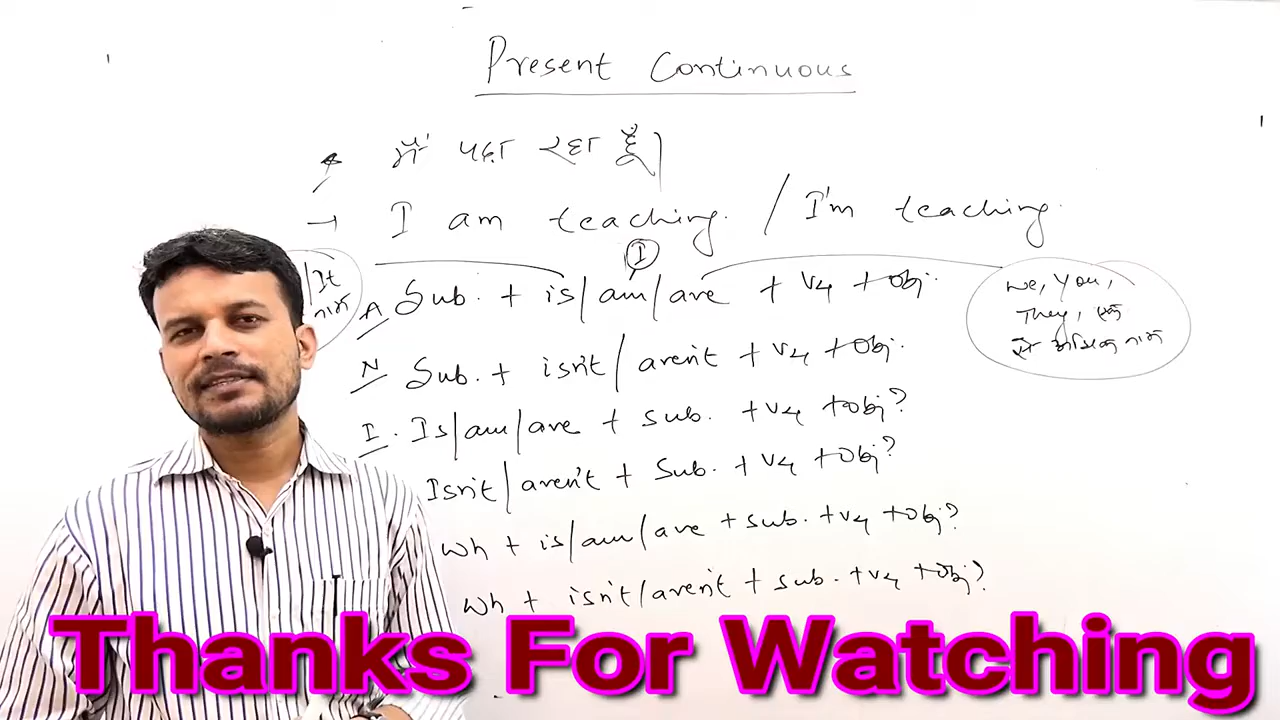 Present Continuous
मैं पढ़ा रहा हूँ।
→ I am teaching. / I'm teaching.
I
It
नाम
A Sub. + is/am/are + V4 + Obj.
We, You,
They,
अधिक नाम
N Sub. + isn't/aren't + V4 + Obj.
I. Is/am/are + sub. + V4 + Obj?
Isn't/aren't + Sub. + V4 + Obj?
Wh + is/am/are + sub. + V4 + Obj?
Wh + isn't/aren't + sub. + V4 + Obj?
Thanks For Watching